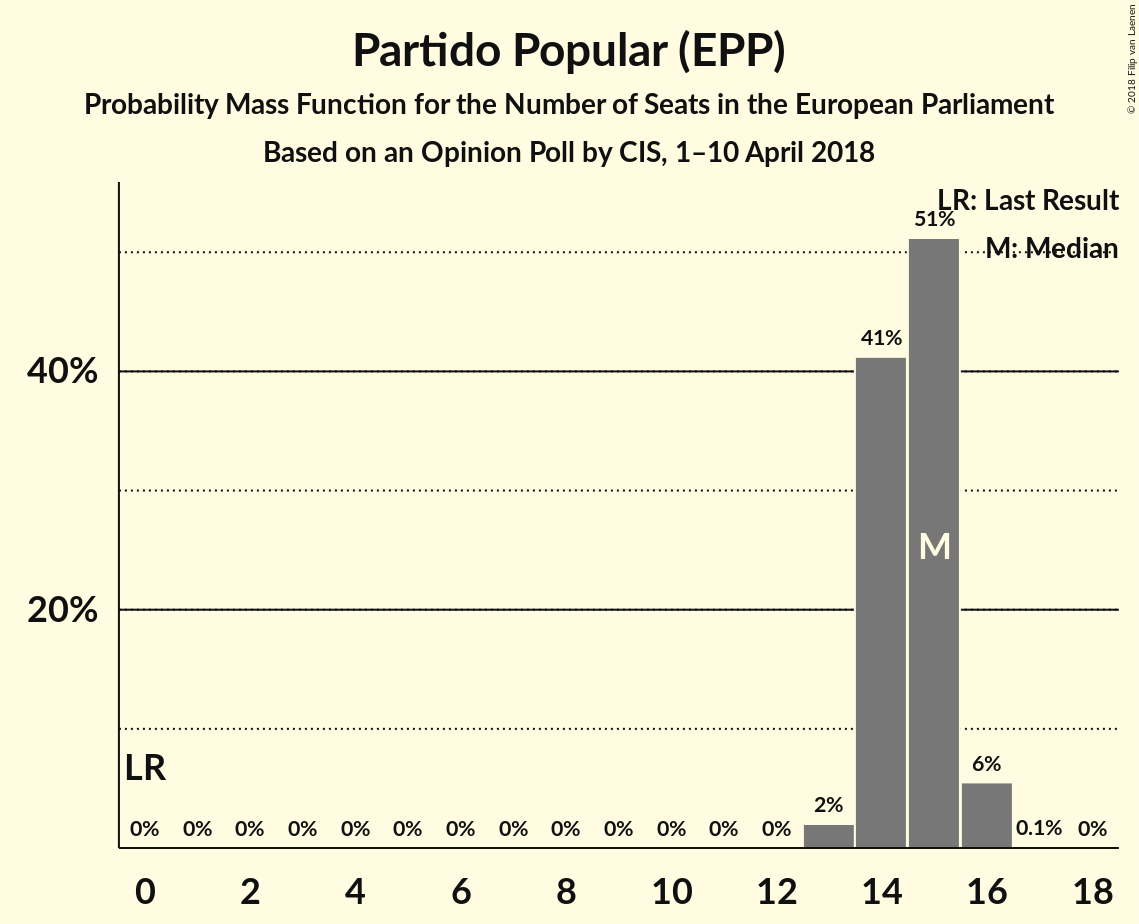 Partido Popular (EPP)
Probability Mass Function for the Number of Seats in the European Parliament
Based on an Opinion Poll by CIS, 1–10 April 2018
© 2018 Filip van Laenen
LR: Last Result
M: Median
51%
41%
40%
M
20%
LR
6%
2%
0% 0% 0% 0% 0% 0% 0% 0% 0% 0% 0% 0% 0% 0.1% 0%
0 2 4 6 8 10 12 14 16 18